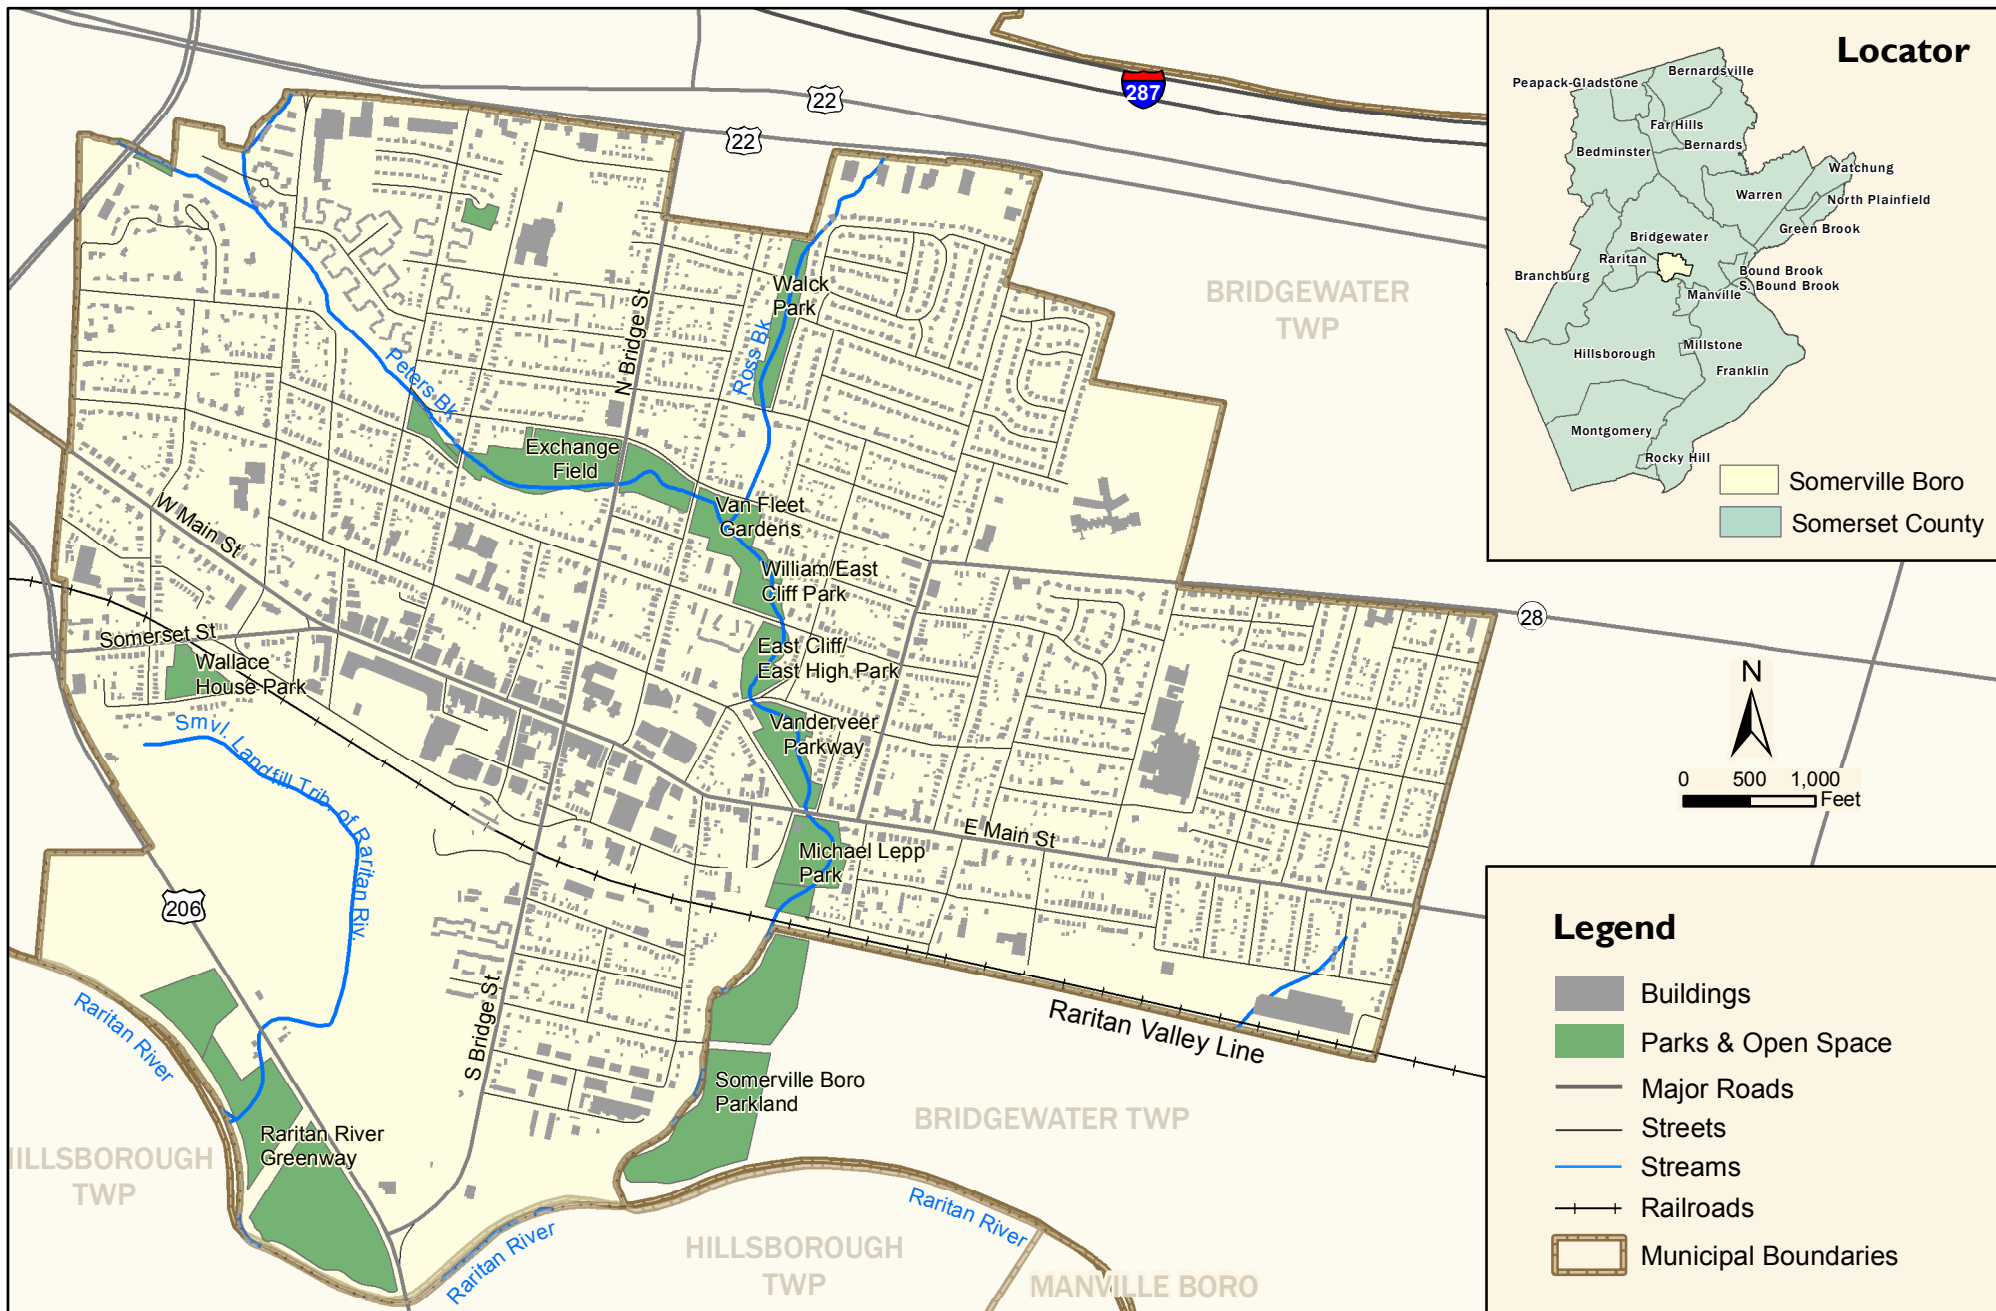 287
22
22
BRIDGEWATER
TWP
Walck
Park
Ross Bk
N Bridge St
Peters Bk
Exchange
Field
Van Fleet
Gardens
William/East
Cliff Park
W Main St
Somerset St
Wallace
House Park
East Cliff/
East High Park
28
Vanderveer
Parkway
Smvl. Landfill Trib. of Raritan Riv.
E Main St
Michael Lepp
Park
206
S Bridge St
Raritan River
Raritan Valley Line
Somerville Boro
Parkland
BRIDGEWATER TWP
Raritan River
Greenway
ILLSBOROUGH
TWP
Raritan River
Raritan River
HILLSBOROUGH
TWP
MANVILLE BORO
Locator
Peapack-Gladstone
Bernardsville
Far Hills
Bernards
Bedminster
Watchung
Warren
North Plainfield
Green Brook
Bridgewater
Raritan
Branchburg
Bound Brook
S. Bound Brook
Manville
Hillsborough
Millstone
Franklin
Montgomery
Rocky Hill
Somerville Boro
Somerset County
N
0 500 1,000
Feet
Legend
Buildings
Parks & Open Space
Major Roads
Streets
Streams
Railroads
Municipal Boundaries